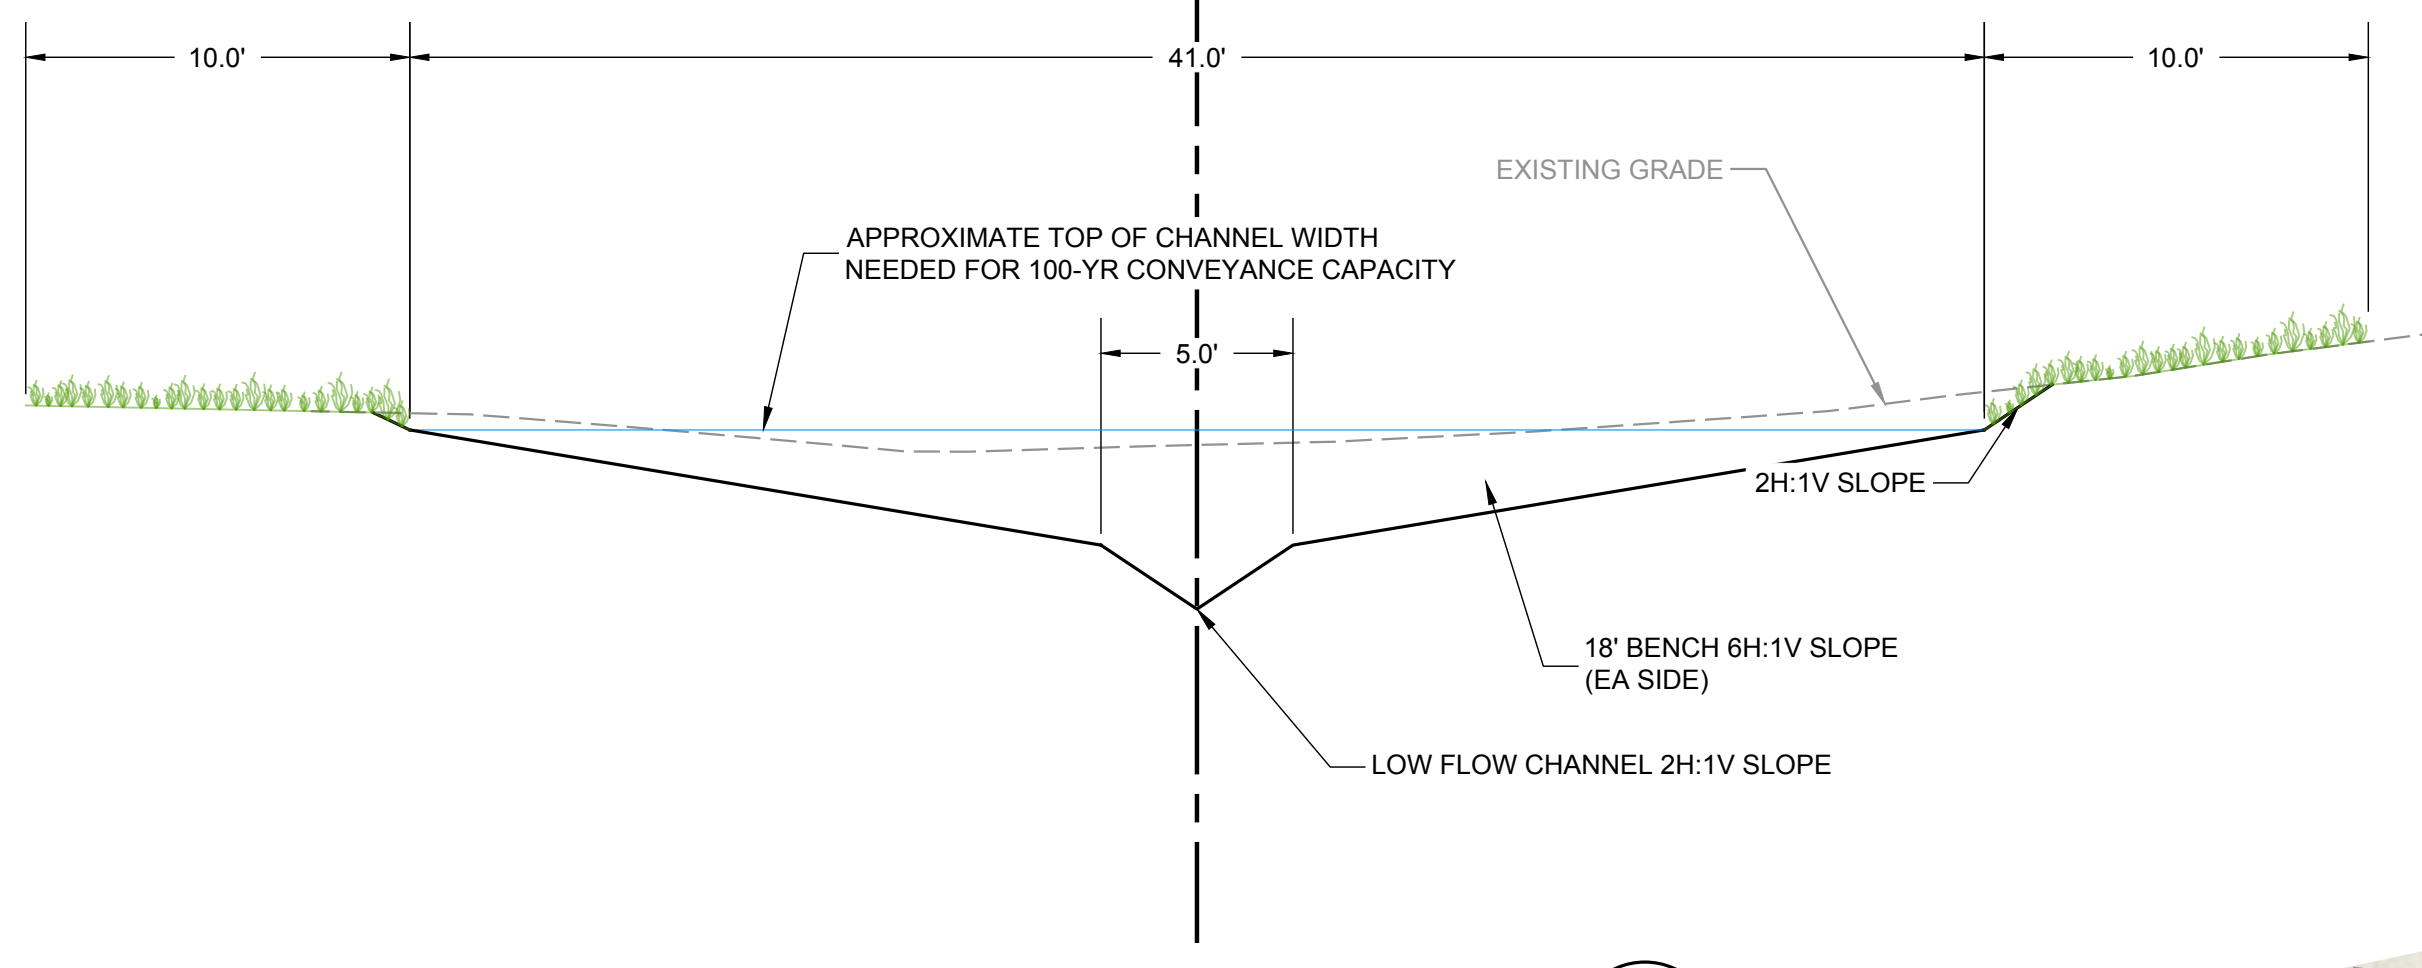 10.0'
41.0'
10.0'
EXISTING GRADE
APPROXIMATE TOP OF CHANNEL WIDTH
NEEDED FOR 100-YR CONVEYANCE CAPACITY
5.0'
2H:1V SLOPE
18' BENCH 6H:1V SLOPE
(EA SIDE)
LOW FLOW CHANNEL 2H:1V SLOPE